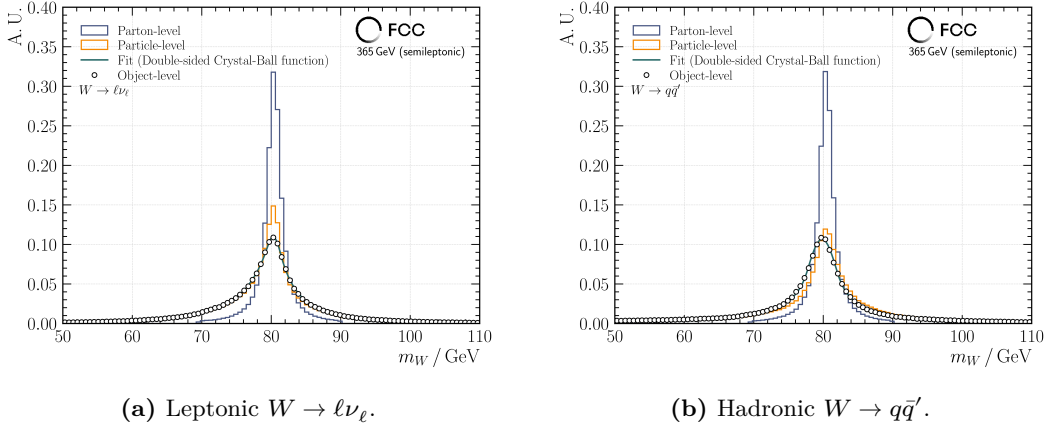 A. U.
0.40
0.35
0.30
0.25
0.20
0.15
0.10
0.05
0.00
Parton-level
Particle-level
Fit (Double-sided Crystal-Ball function)
Object-level
W → ℓν_ℓ
FCC
365 GeV (semileptonic)
50 60 70 80 90 100 110
m_W / GeV
(a) Leptonic W → ℓν_ℓ.
A. U.
0.40
0.35
0.30
0.25
0.20
0.15
0.10
0.05
0.00
Parton-level
Particle-level
Fit (Double-sided Crystal-Ball function)
Object-level
W → qq̄′
FCC
365 GeV (semileptonic)
50 60 70 80 90 100 110
m_W / GeV
(b) Hadronic W → qq̄′.